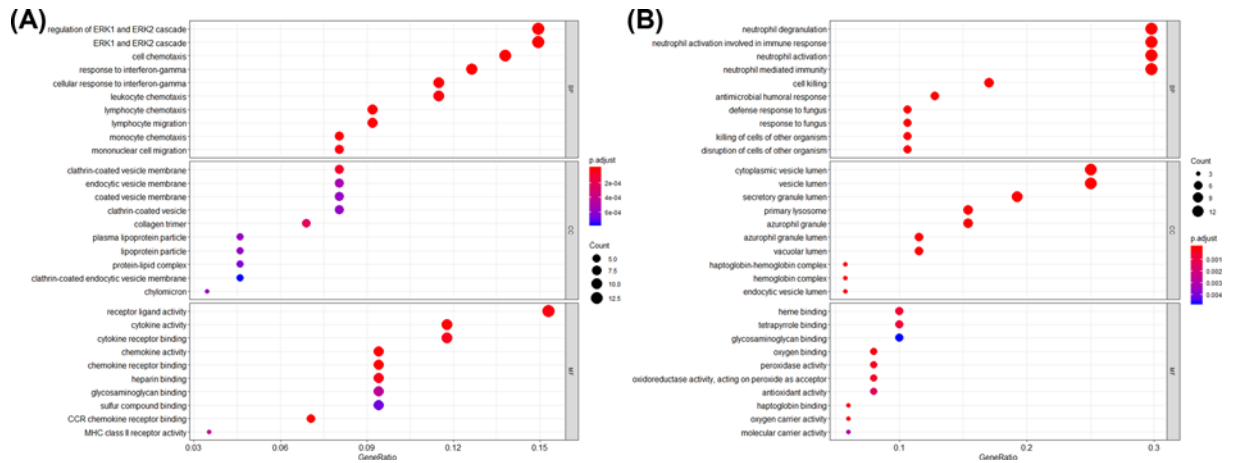 (A)
regulation of ERK1 and ERK2 cascade
ERK1 and ERK2 cascade
cell chemotaxis
response to interferon-gamma
cellular response to interferon-gamma
leukocyte chemotaxis
lymphocyte chemotaxis
lymphocyte migration
monocyte chemotaxis
mononuclear cell migration
BP
clathrin-coated vesicle membrane
endocytic vesicle membrane
coated vesicle membrane
clathrin-coated vesicle
collagen trimer
plasma lipoprotein particle
lipoprotein particle
protein-lipid complex
clathrin-coated endocytic vesicle membrane
chylomicron
CC
receptor ligand activity
cytokine activity
cytokine receptor binding
chemokine activity
chemokine receptor binding
heparin binding
glycosaminoglycan binding
sulfur compound binding
CCR chemokine receptor binding
MHC class II receptor activity
MF
0.03 0.06 0.09 0.12 0.15
GeneRatio
p.adjust
2e-04
4e-04
6e-04
Count
5.0
7.5
10.0
12.5
(B)
neutrophil degranulation
neutrophil activation involved in immune response
neutrophil activation
neutrophil mediated immunity
cell killing
antimicrobial humoral response
defense response to fungus
response to fungus
killing of cells of other organism
disruption of cells of other organism
BP
cytoplasmic vesicle lumen
vesicle lumen
secretory granule lumen
primary lysosome
azurophil granule
azurophil granule lumen
vacuolar lumen
haptoglobin-hemoglobin complex
hemoglobin complex
endocytic vesicle lumen
CC
heme binding
tetrapyrrole binding
glycosaminoglycan binding
oxygen binding
peroxidase activity
oxidoreductase activity, acting on peroxide as acceptor
antioxidant activity
haptoglobin binding
oxygen carrier activity
molecular carrier activity
MF
0.1 0.2 0.3
GeneRatio
Count
3
6
9
12
p.adjust
0.001
0.002
0.003
0.004